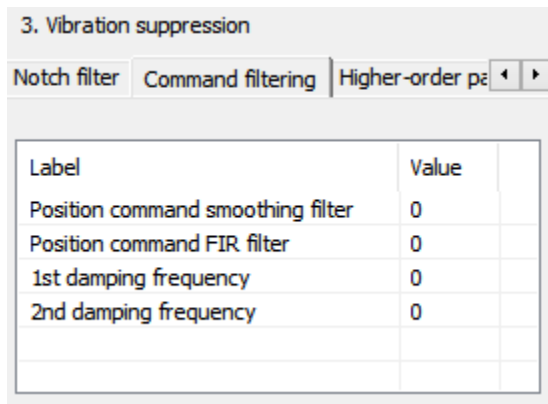 3. Vibration suppression
Notch filter Command filtering Higher-order pa
Label Value
Position command smoothing filter 0
Position command FIR filter 0
1st damping frequency 0
2nd damping frequency 0